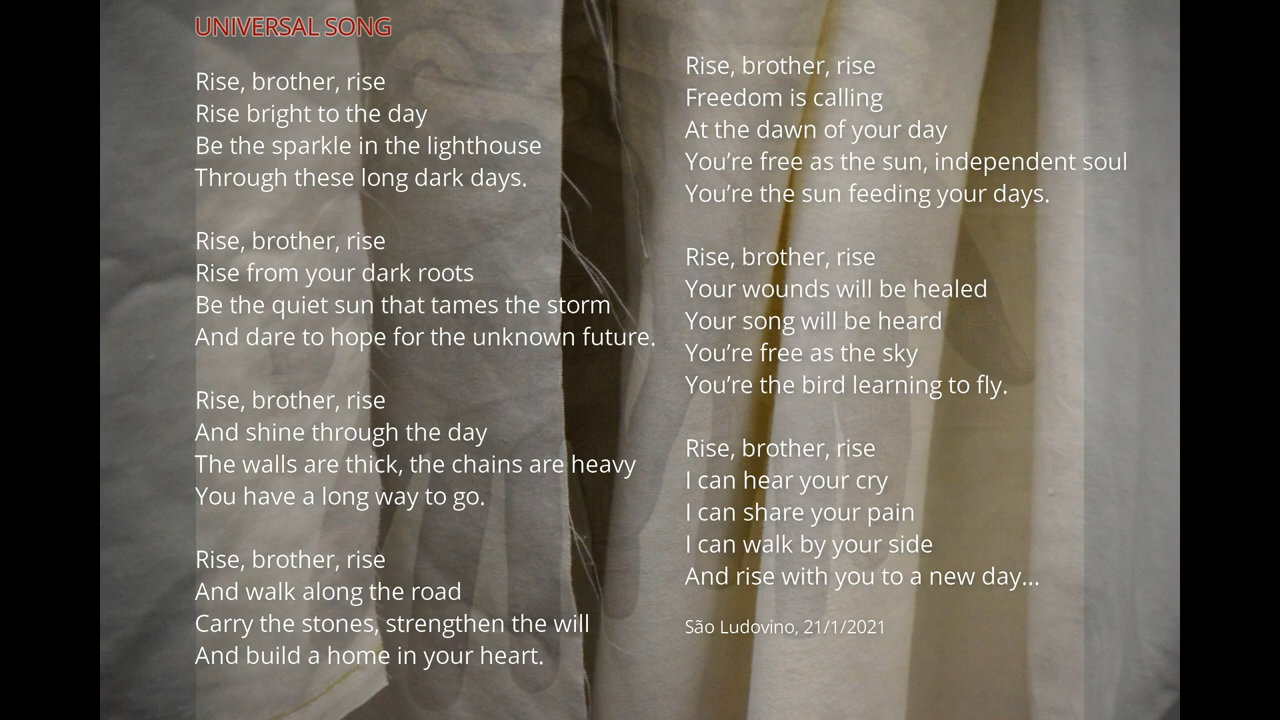 UNIVERSAL SONG
Rise, brother, rise
Rise bright to the day
Be the sparkle in the lighthouse
Through these long dark days.
Rise, brother, rise
Rise from your dark roots
Be the quiet sun that tames the storm
And dare to hope for the unknown future.
Rise, brother, rise
And shine through the day
The walls are thick, the chains are heavy
You have a long way to go.
Rise, brother, rise
And walk along the road
Carry the stones, strengthen the will
And build a home in your heart.
Rise, brother, rise
Freedom is calling
At the dawn of your day
You’re free as the sun, independent soul
You’re the sun feeding your days.
Rise, brother, rise
Your wounds will be healed
Your song will be heard
You’re free as the sky
You’re the bird learning to fly.
Rise, brother, rise
I can hear your cry
I can share your pain
I can walk by your side
And rise with you to a new day...
São Ludovino, 21/1/2021